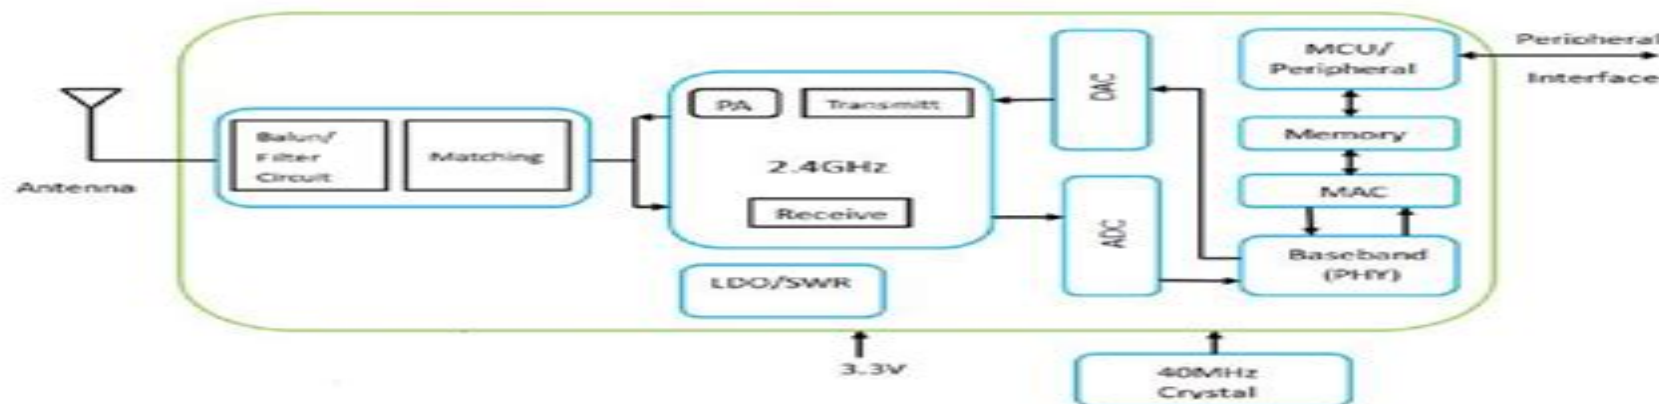 Antenna
Balun/
Filter
Circuit
Matching
PA
Transmitt
2.4GHz
Receive
LDO/SWR
DAC
ADC
MCU/
Peripheral
Memory
MAC
Baseband
(PHY)
Peripheral
Interface
3.3V
40MHz
Crystal